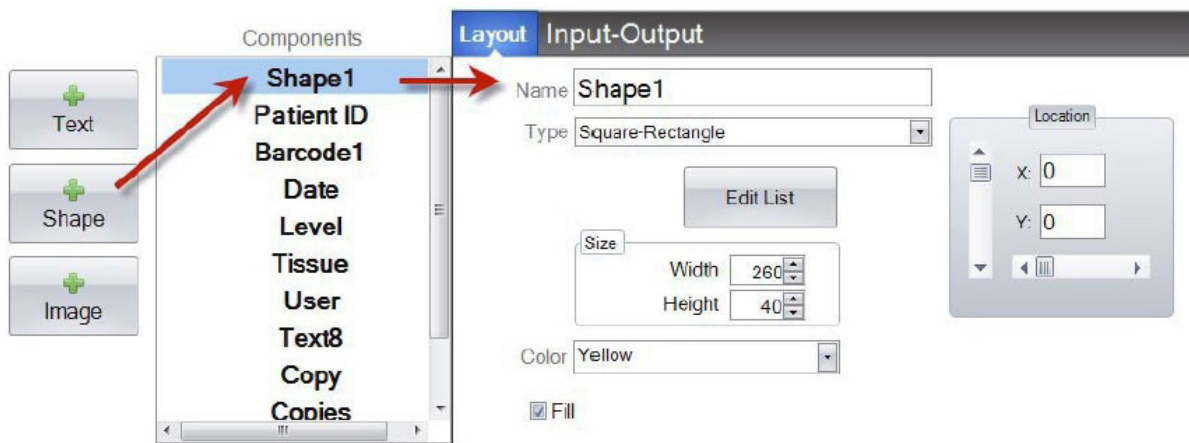 Components
Text
Shape
Image
Shape1
Patient ID
Barcode1
Date
Level
Tissue
User
Text8
Copy
Copies
Layout Input-Output
Name Shape1
Type Square-Rectangle
Edit List
Size
Width 260
Height 40
Color Yellow
Fill
Location
X: 0
Y: 0